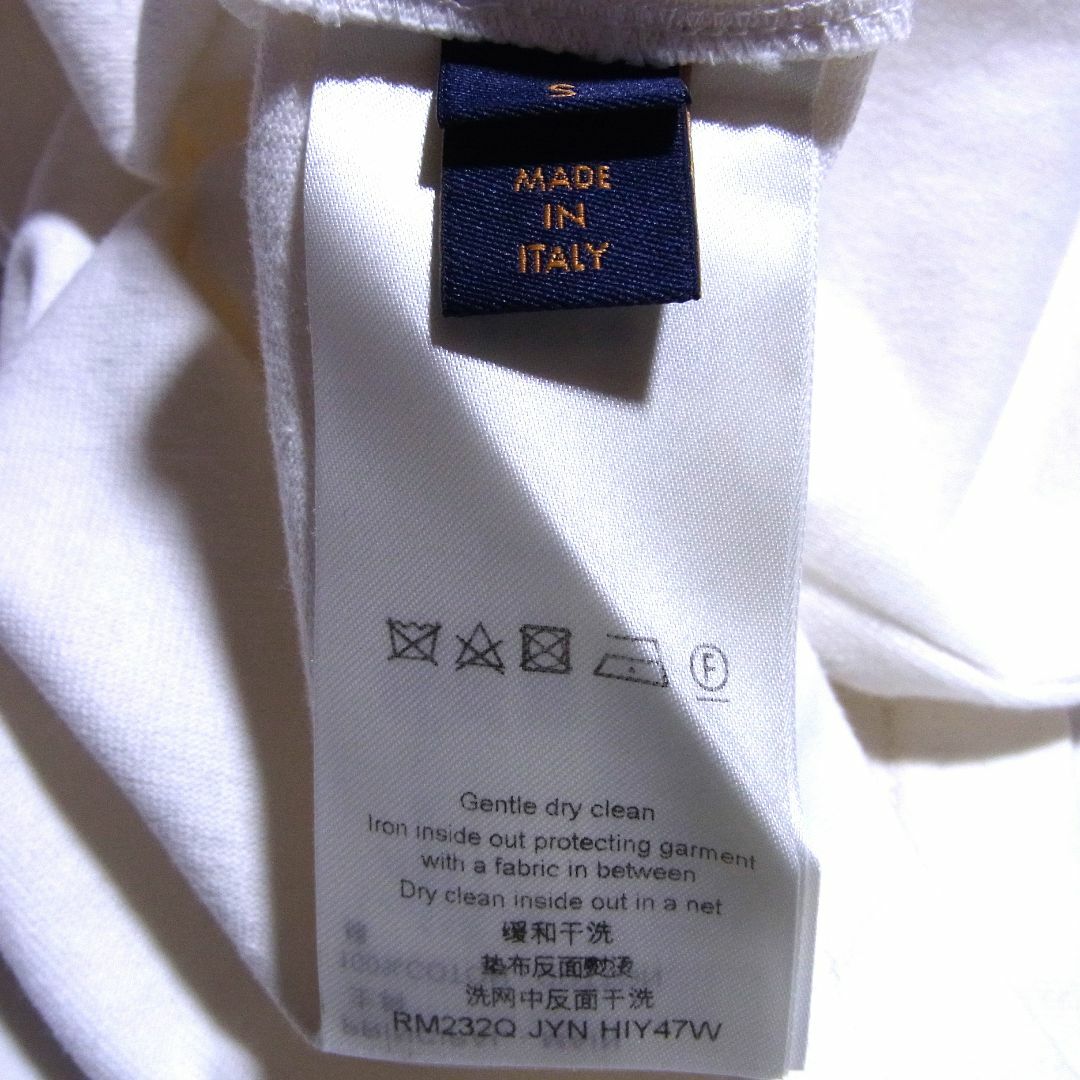 S
MADE
IN
ITALY
F
Gentle dry clean
Iron inside out protecting garment
with a fabric in between
Dry clean inside out in a net
缓和干洗
垫布反面熨烫
洗网中反面干洗
RM232Q JYN HIY47W